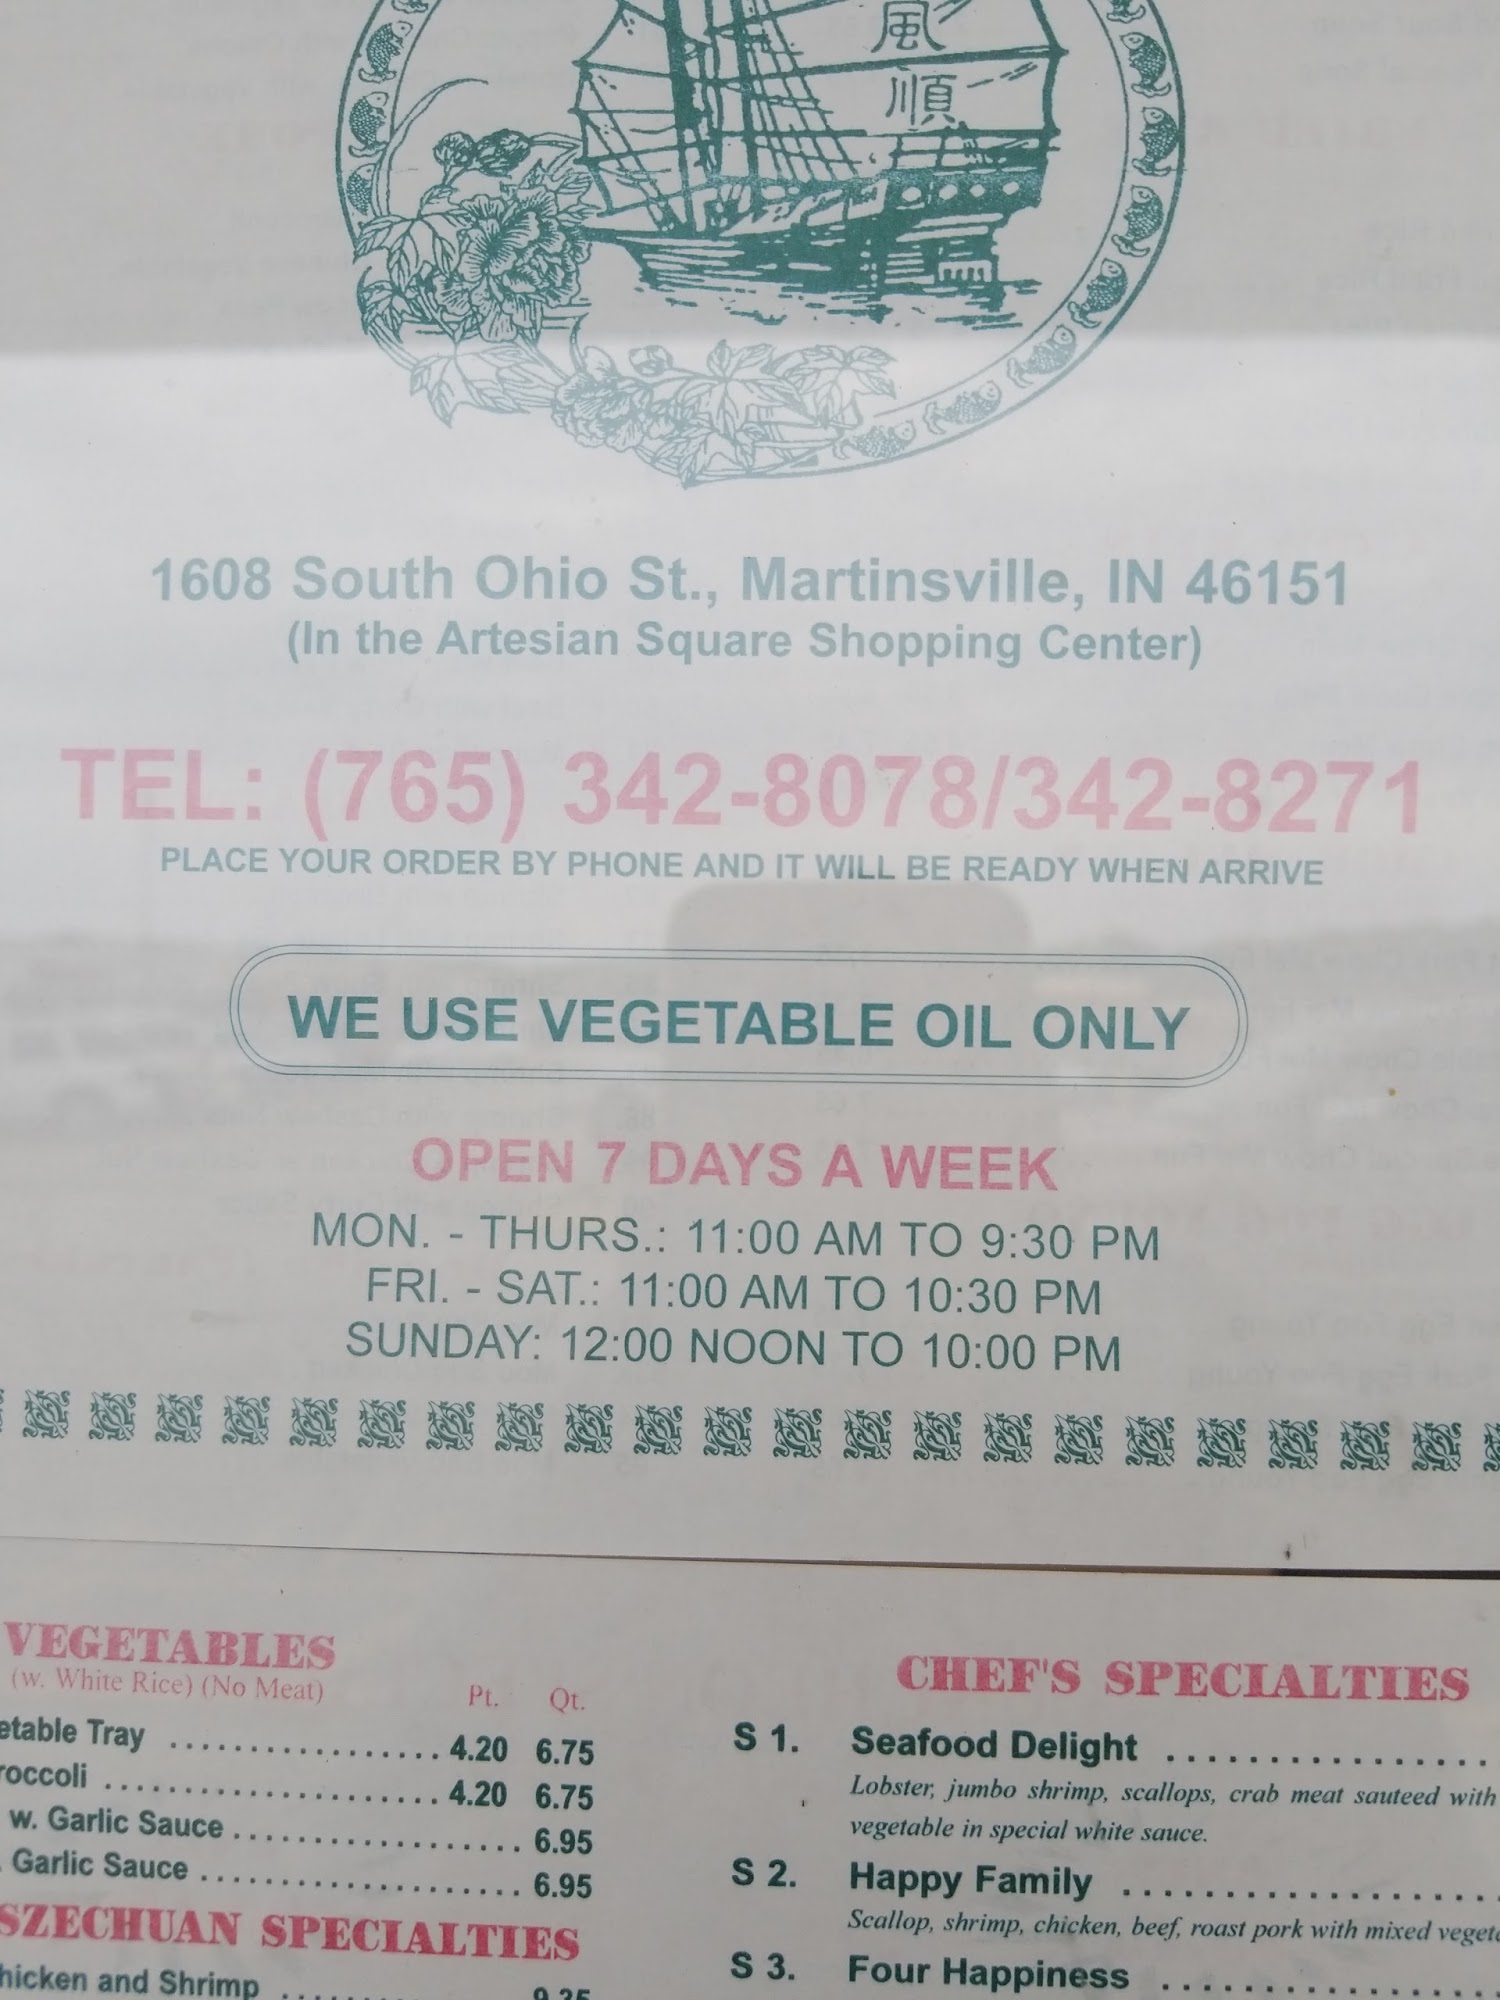 風
順
1608 South Ohio St., Martinsville, IN 46151
(In the Artesian Square Shopping Center)
TEL: (765) 342-8078/342-8271
PLACE YOUR ORDER BY PHONE AND IT WILL BE READY WHEN ARRIVE
WE USE VEGETABLE OIL ONLY
OPEN 7 DAYS A WEEK
MON. - THURS.: 11:00 AM TO 9:30 PM
FRI. - SAT.: 11:00 AM TO 10:30 PM
SUNDAY: 12:00 NOON TO 10:00 PM
VEGETABLES
(w. White Rice) (No Meat) Pt. Qt.
etable Tray ................. 4.20 6.75
roccoli ..................... 4.20 6.75
w. Garlic Sauce .................. 6.95
. Garlic Sauce .................... 6.95
SZECHUAN SPECIALTIES
hicken and Shrimp
CHEF'S SPECIALTIES
S 1. Seafood Delight
Lobster, jumbo shrimp, scallops, crab meat sauteed with
vegetable in special white sauce.
S 2. Happy Family
Scallop, shrimp, chicken, beef, roast pork with mixed
S 3. Four Happiness